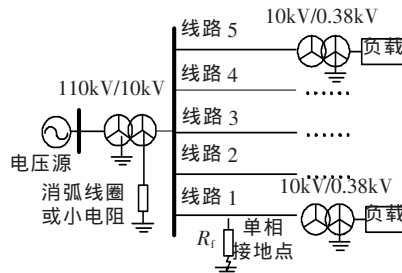 线路 5
10kV/0.38kV
负载
线路 4
......
110kV/10kV
线路 3
......
电压源
线路 2
消弧线圈
或小电阻
线路 1
10kV/0.38kV
负载
Rf
单相
接地点